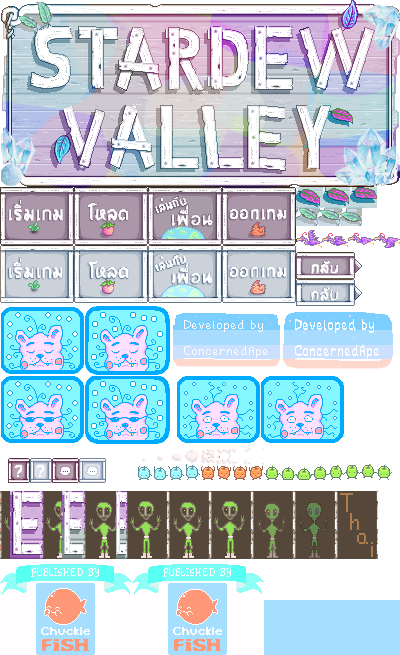 STARDEW
VALLEY
เริ่มเกม
โหลด
เล่มกับ
เพื่อน
ออกเกม
เริ่มเกม
โหลด
เล่มกับ
เพื่อน
ออกเกม
กลับ
กลับ
Developed by
ConcernedApe
Developed by
ConcernedApe
? ? ... ...
E E
Thai
PUBLISHED BY
Chuckle
FiSH
PUBLISHED BY
Chuckle
FiSH